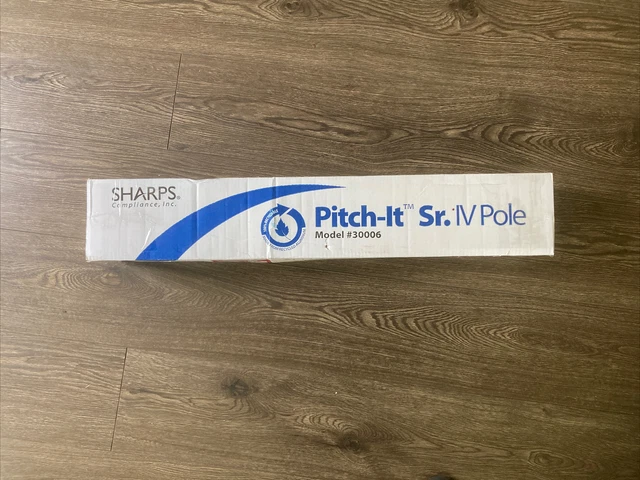 SHARPS®
Compliance, Inc.
Pitch-It™ Sr. IV Pole
Model #30006